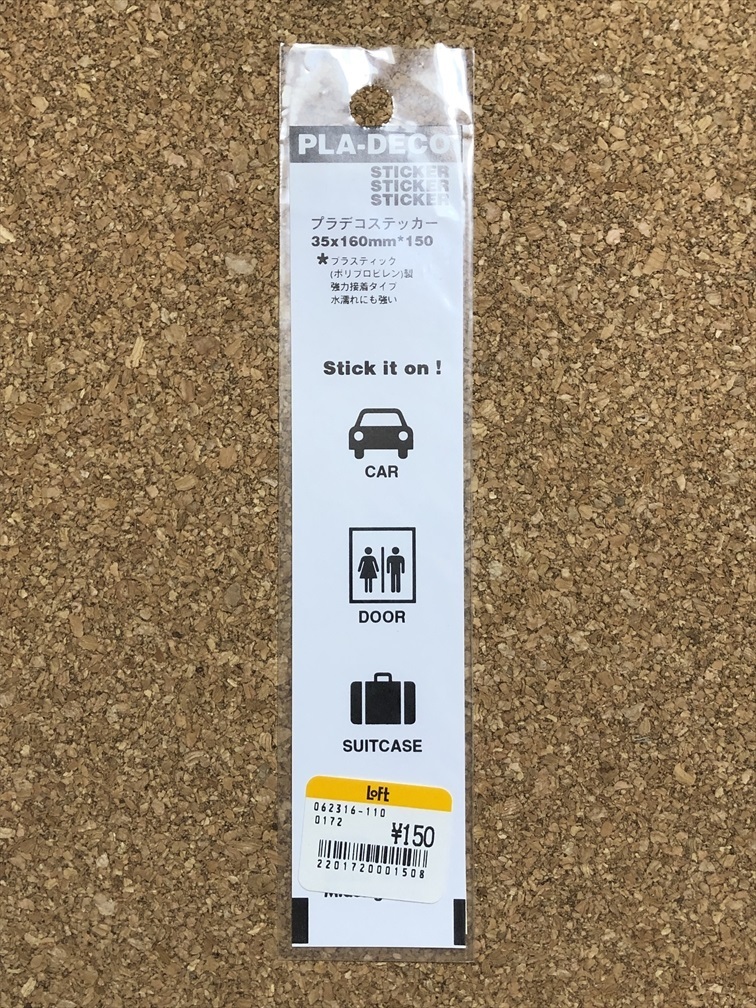 PLA-DECO
STICKER
STICKER
STICKER
プラデコステッカー
35x160mm*150
*プラスティック
(ポリプロピレン)製
強力接着タイプ
水濡れにも強い
Stick it on !
CAR
DOOR
SUITCASE
LOFT
062316-110
0172
¥150
2201720001508